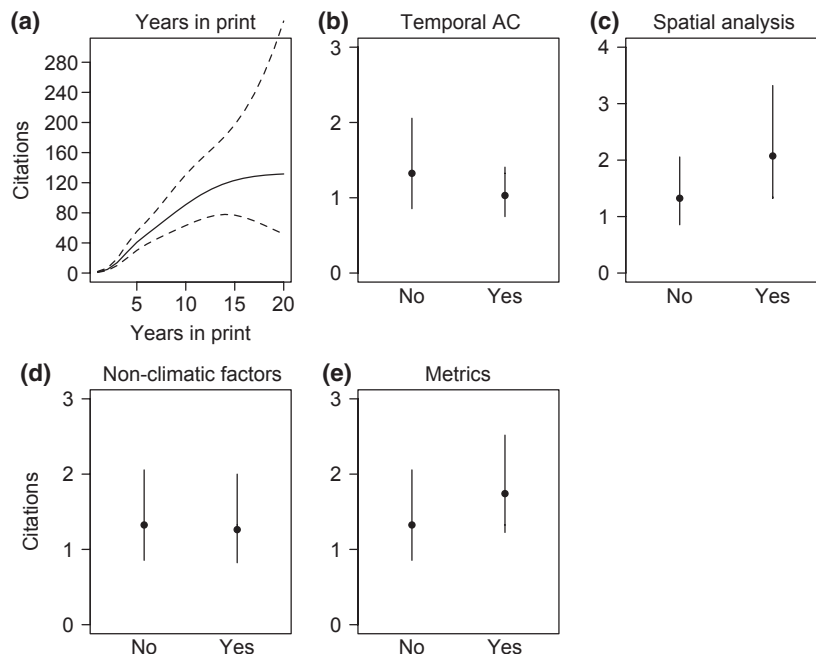 (a) Years in print
Citations
280
240
200
160
120
80
40
0
5 10 15 20
Years in print
(b) Temporal AC
3
2
1
0
No Yes
(c) Spatial analysis
4
3
2
1
0
No Yes
(d) Non-climatic factors
Citations
3
2
1
0
No Yes
(e) Metrics
3
2
1
0
No Yes